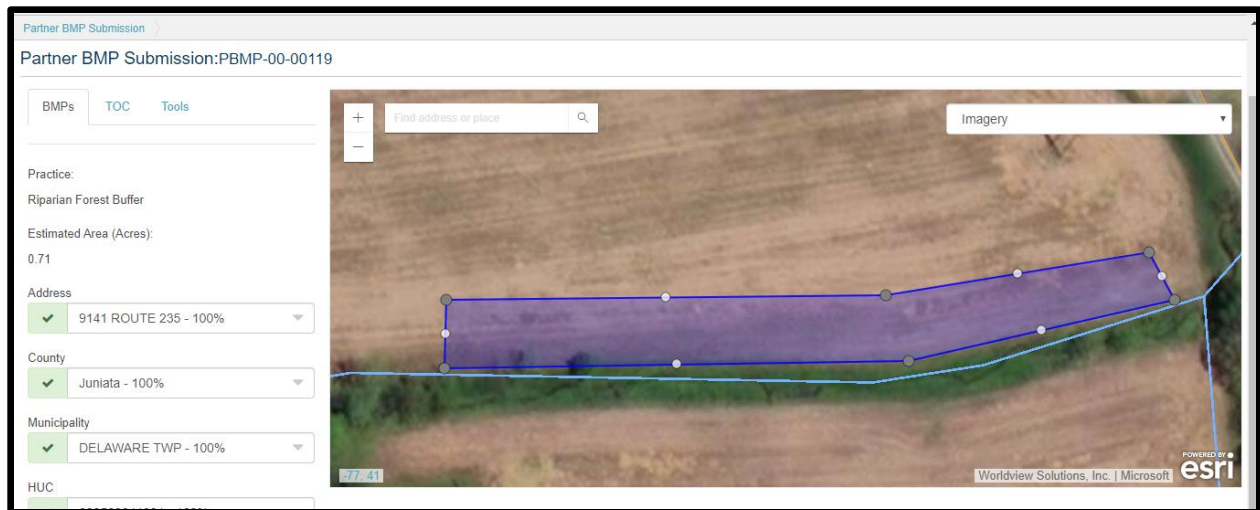 Partner BMP Submission
Partner BMP Submission:PBMP-00-00119
BMPs TOC Tools
Practice:
Riparian Forest Buffer
Estimated Area (Acres):
0.71
Address
9141 ROUTE 235 - 100%
County
Juniata - 100%
Municipality
DELAWARE TWP - 100%
HUC
+
Find address or place
−
Imagery
-77, 41
Worldview Solutions, Inc. | Microsoft
POWERED BY
esri